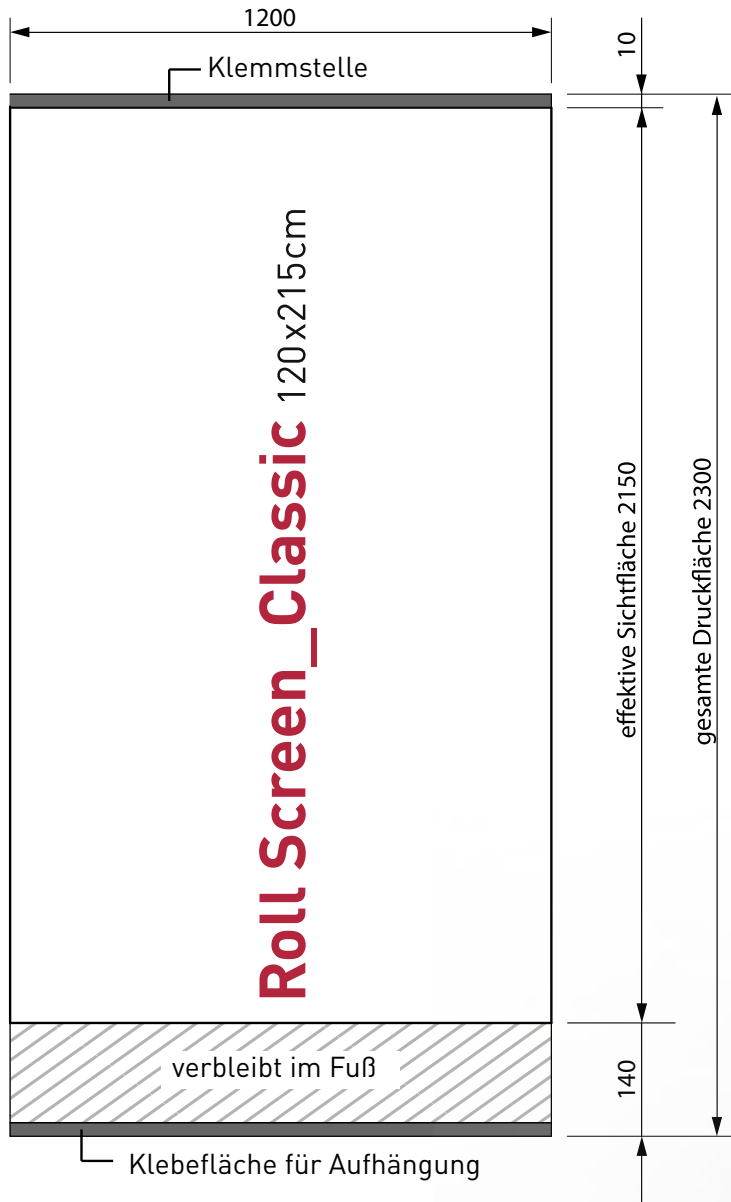 1200
10
Klemmstelle
Roll Screen_Classic 120x215cm
effektive Sichtfläche 2150
gesamte Druckfläche 2300
verbleibt im Fuß
140
Klebefläche für Aufhängung